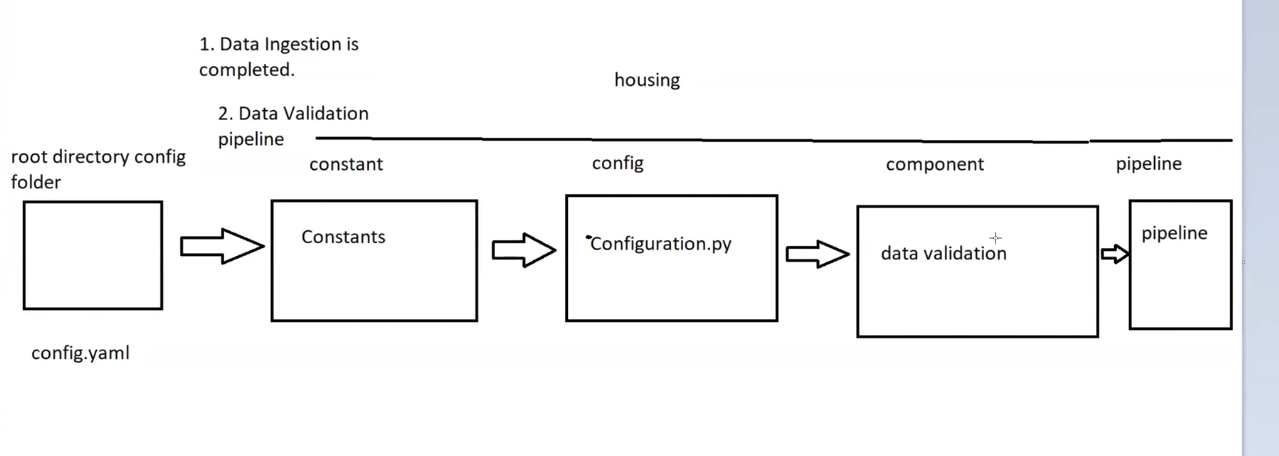 1. Data Ingestion is
completed.
housing
2. Data Validation
pipeline
root directory config
folder
constant
config
component
pipeline
Constants
Configuration.py
data validation
pipeline
config.yaml